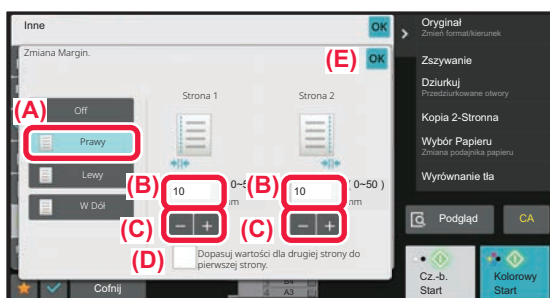 Inne
OK
Zmiana Margin.
(E)
OK
(A)
Off
Prawy
Lewy
W Dół
Strona 1
Strona 2
(B)
10
mm
(B)
10
( 0~50 )
mm
(C)
− +
(C)
− +
(D)
Dopasuj wartości dla drugiej strony do
pierwszej strony.
Cofnij
A3
Oryginał
Zmień format/kierunek
Zszywanie
Dziurkuj
Przedziurkowane otwory
Kopia 2-Stronna
Wybór Papieru
Zmiana podajnika papieru
Wyrównanie tła
Podgląd
CA
Cz.-b.
Start
Kolorowy
Start